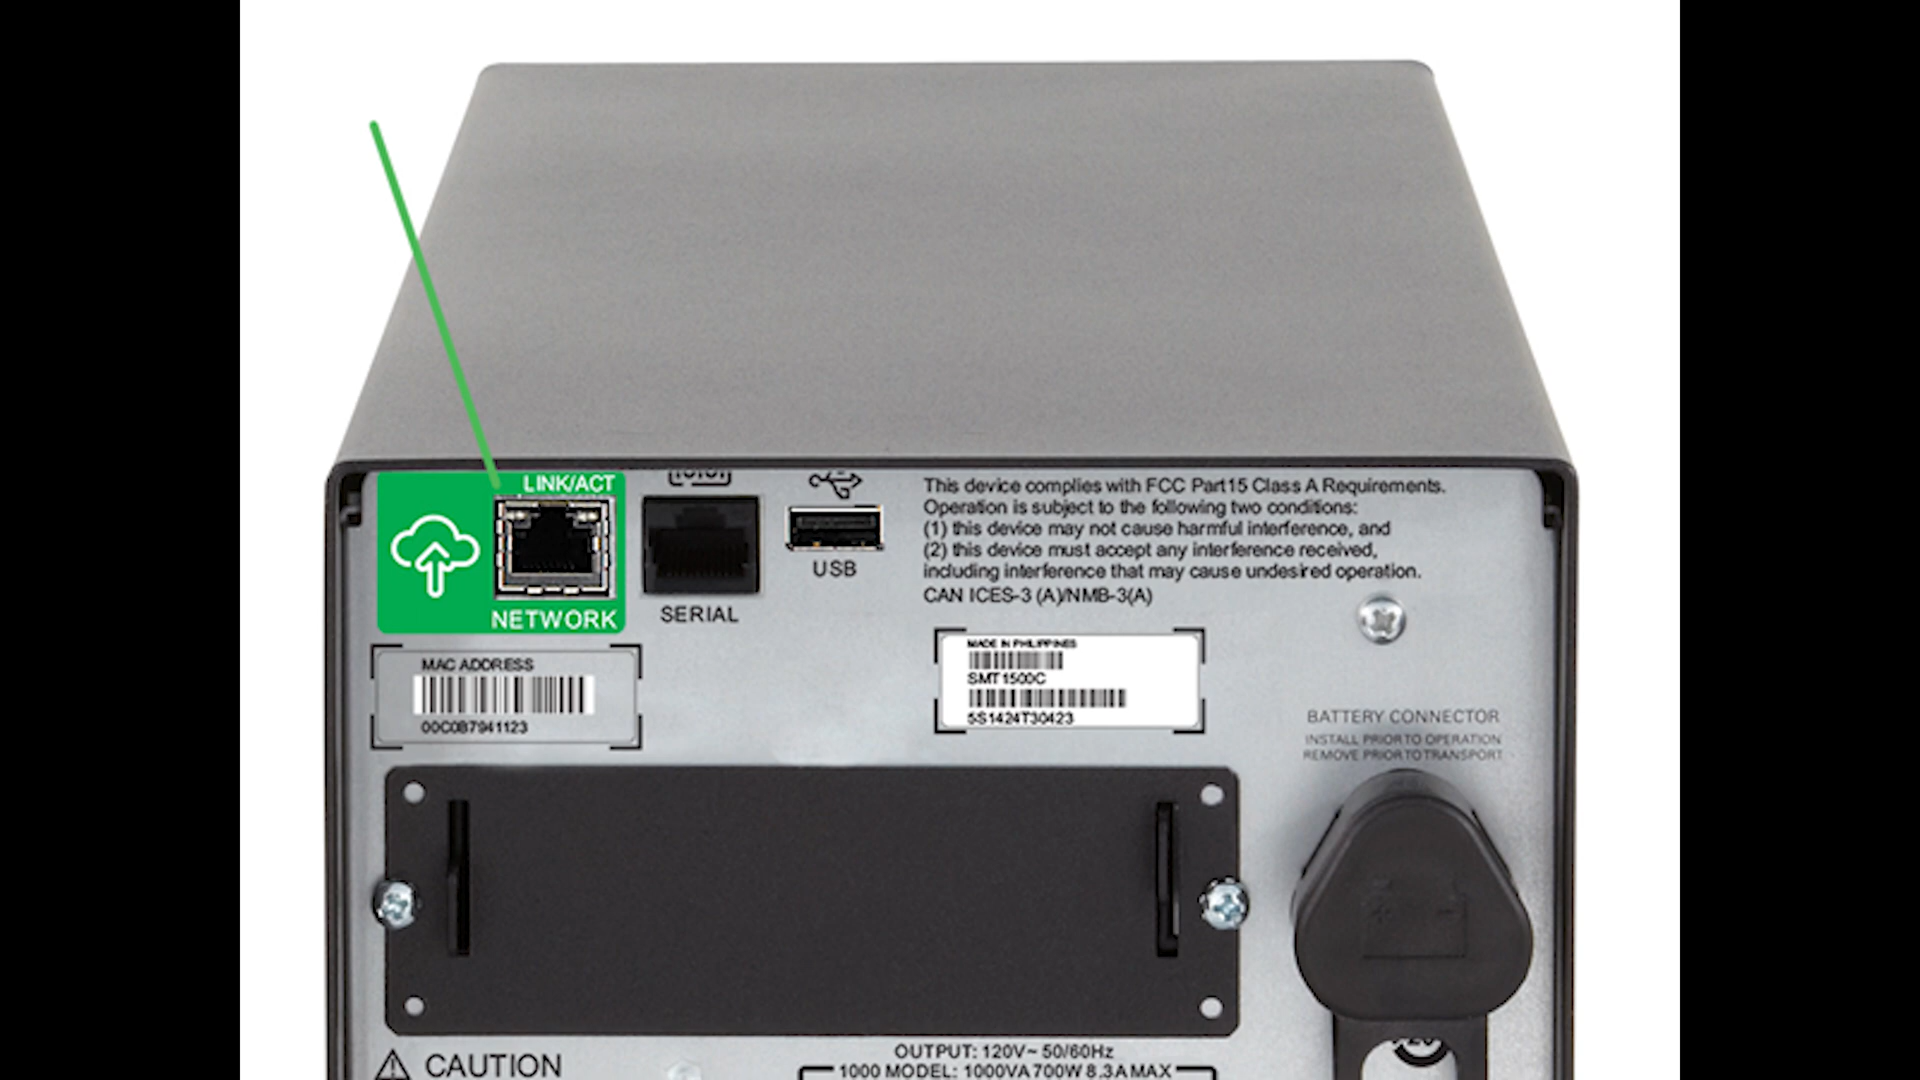 LINK/ACT
NETWORK
SERIAL
USB
This device complies with FCC Part 15 Class A Requirements.
Operation is subject to the following two conditions:
(1) this device may not cause harmful interference, and
(2) this device must accept any interference received,
including interference that may cause undesired operation.
CAN ICES-3 (A)/NMB-3(A)
MAC ADDRESS
00C0B7941123
MADE IN PHILIPPINES
SMT1500C
5S1424T30423
BATTERY CONNECTOR
INSTALL PRIOR TO OPERATION
REMOVE PRIOR TO TRANSPORT
CAUTION
OUTPUT: 120V~ 50/60Hz
1000 MODEL: 1000VA 700W 8.3A MAX